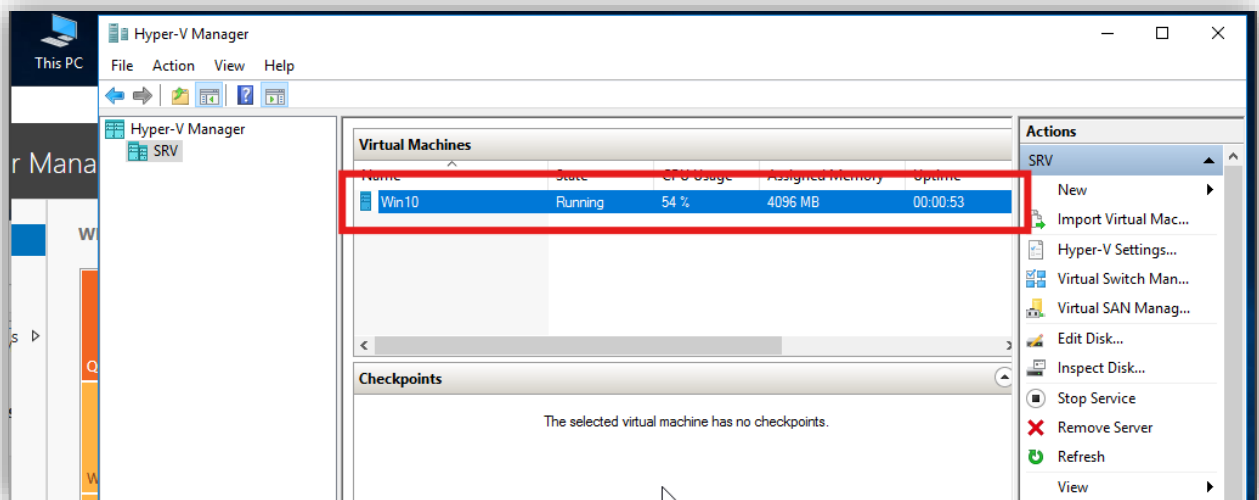 This PC
Hyper-V Manager
File Action View Help
r Mana
Hyper-V Manager
SRV
Virtual Machines
Name State CPU Usage Assigned Memory Uptime
Win10 Running 54 % 4096 MB 00:00:53
Checkpoints
The selected virtual machine has no checkpoints.
Actions
SRV
New
Import Virtual Mac...
Hyper-V Settings...
Virtual Switch Man...
Virtual SAN Manag...
Edit Disk...
Inspect Disk...
Stop Service
Remove Server
Refresh
View